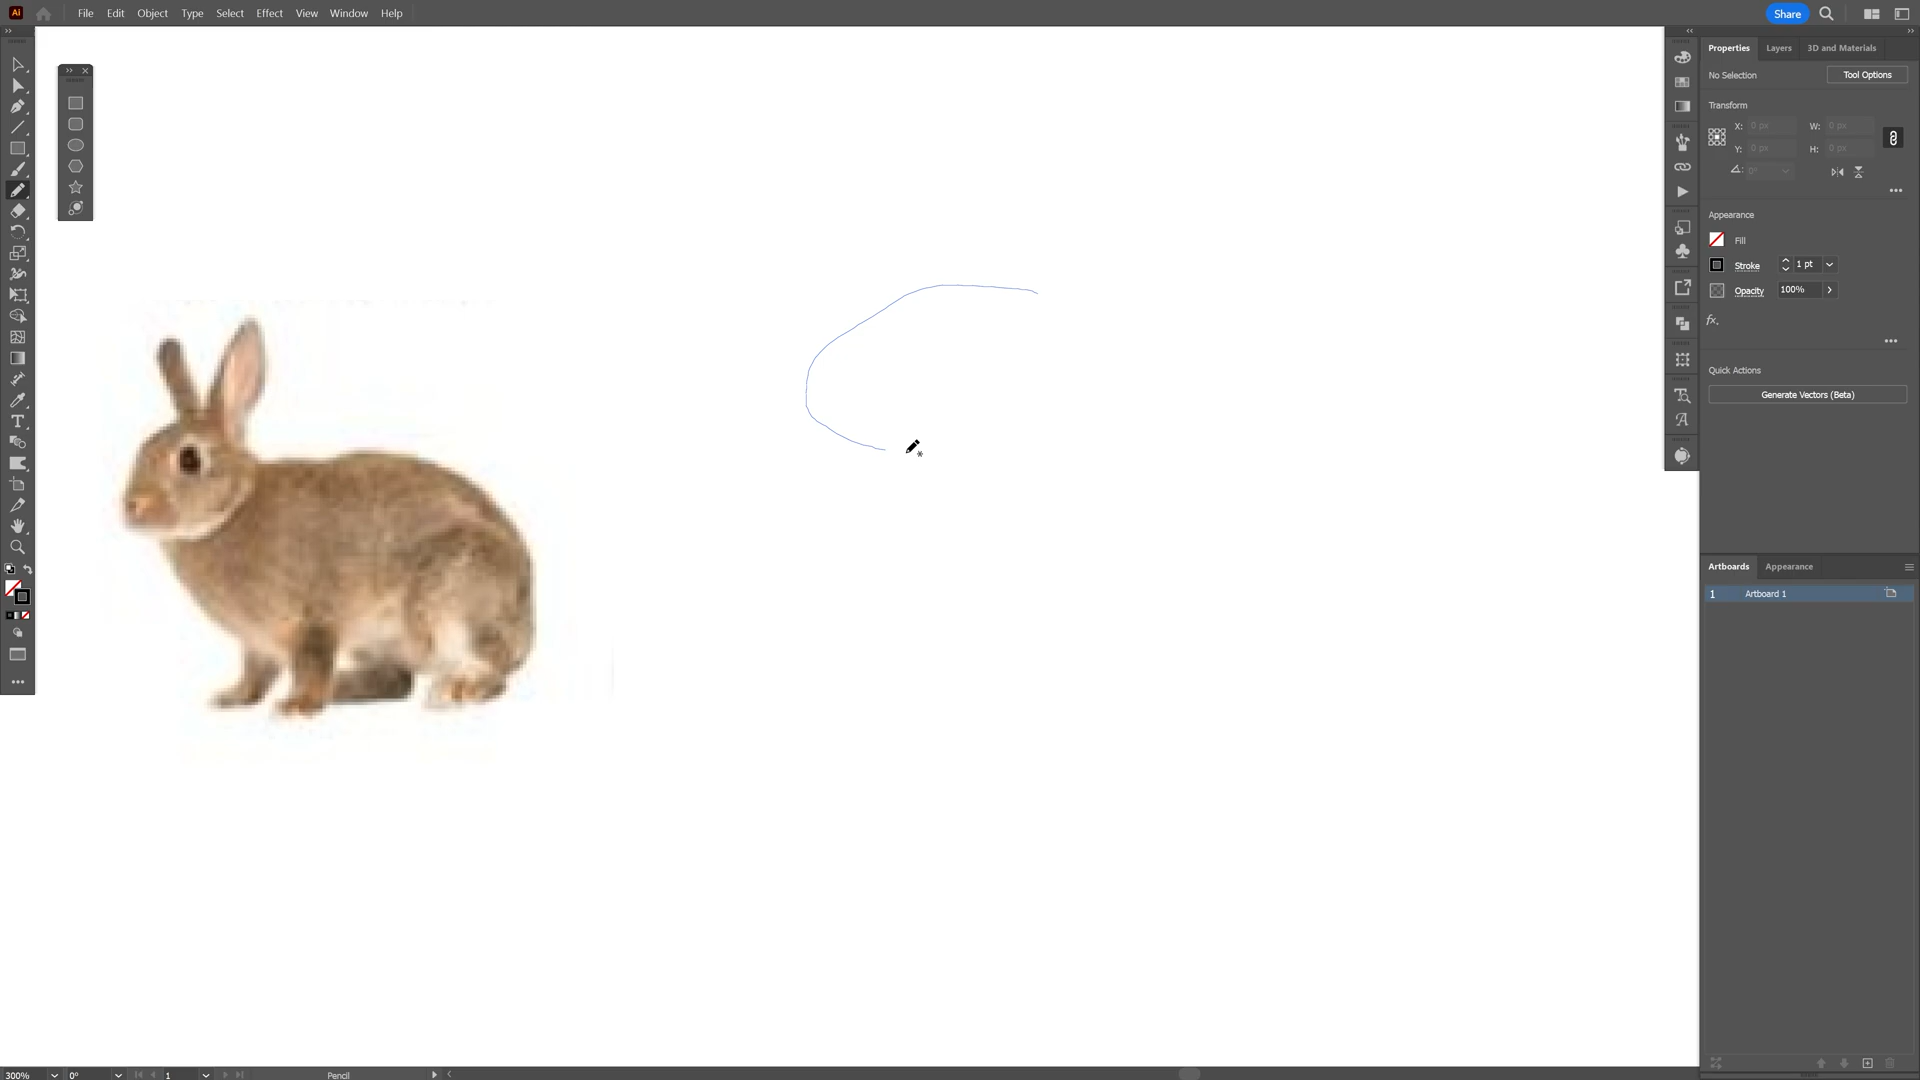 Ai File Edit Object Type Select Effect View Window Help Share
Properties Layers 3D and Materials
No Selection Tool Options
Transform
X: 0 px W: 0 px
Y: 0 px H: 0 px
0°
Appearance
Fill
Stroke 1 pt
Opacity 100%
fx.
Quick Actions
Generate Vectors (Beta)
Artboards Appearance
1 Artboard 1
300% 0° 1 Pencil